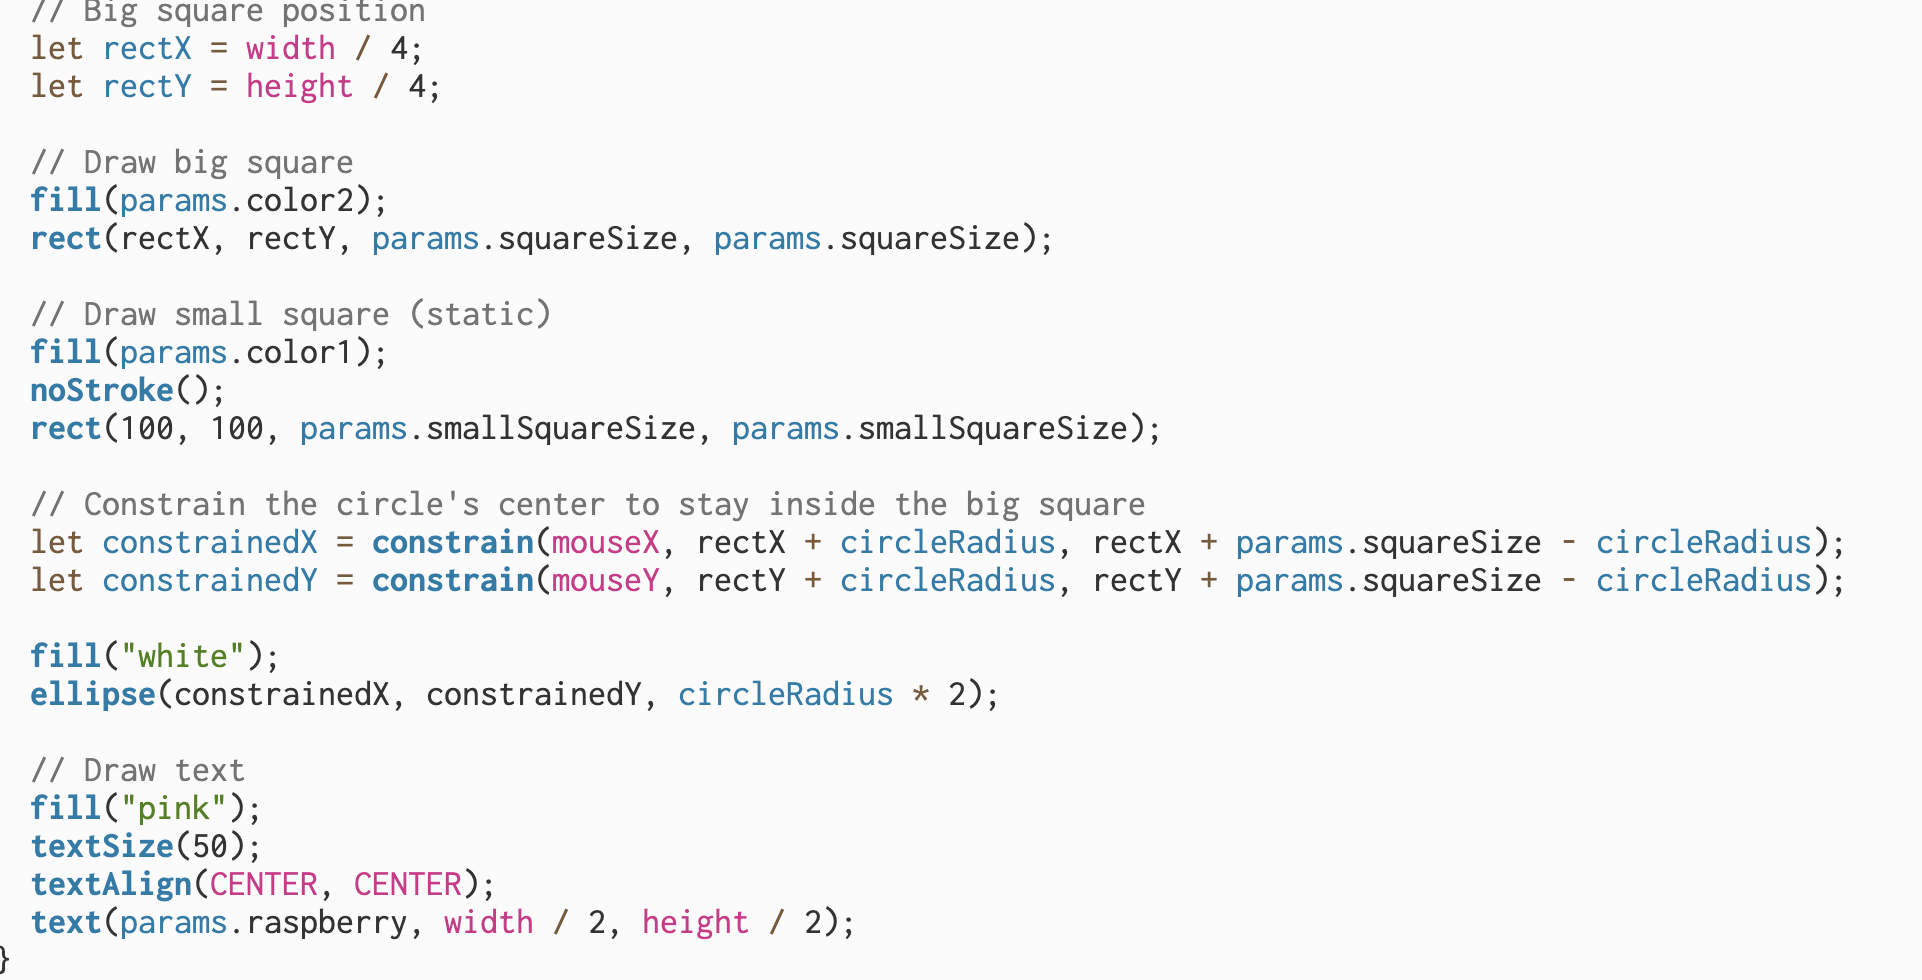 // Big square position
let rectX = width / 4;
let rectY = height / 4;
// Draw big square
fill(params.color2);
rect(rectX, rectY, params.squareSize, params.squareSize);
// Draw small square (static)
fill(params.color1);
noStroke();
rect(100, 100, params.smallSquareSize, params.smallSquareSize);
// Constrain the circle's center to stay inside the big square
let constrainedX = constrain(mouseX, rectX + circleRadius, rectX + params.squareSize - circleRadius);
let constrainedY = constrain(mouseY, rectY + circleRadius, rectY + params.squareSize - circleRadius);
fill("white");
ellipse(constrainedX, constrainedY, circleRadius * 2);
// Draw text
fill("pink");
textSize(50);
textAlign(CENTER, CENTER);
text(params.raspberry, width / 2, height / 2);
}